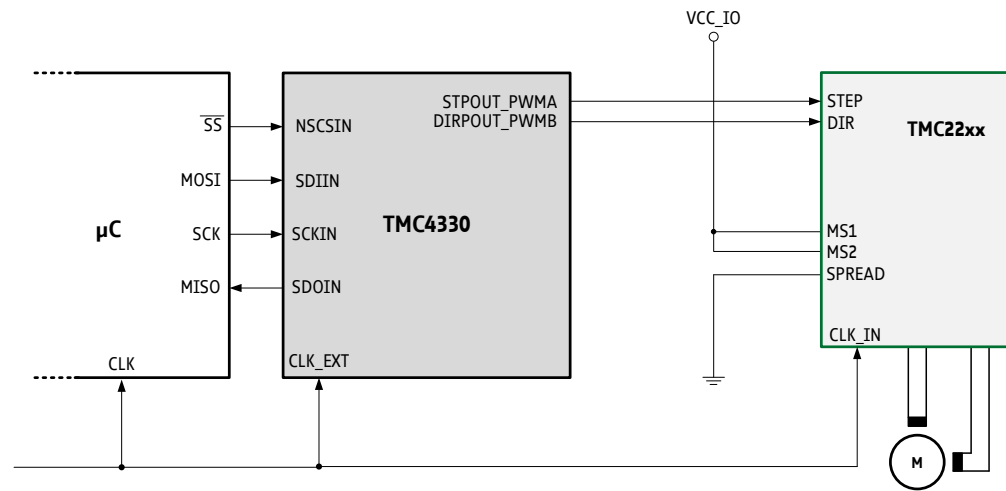 VCC_IO
STPOUT_PWMA
DIRPOUT_PWMB
STEP
DIR
TMC22xx
SS
NSCSIN
MOSI
SDIIN
µC
TMC4330
SCK
SCKIN
MS1
MS2
SPREAD
MISO
SDOIN
CLK_IN
CLK
CLK_EXT
M